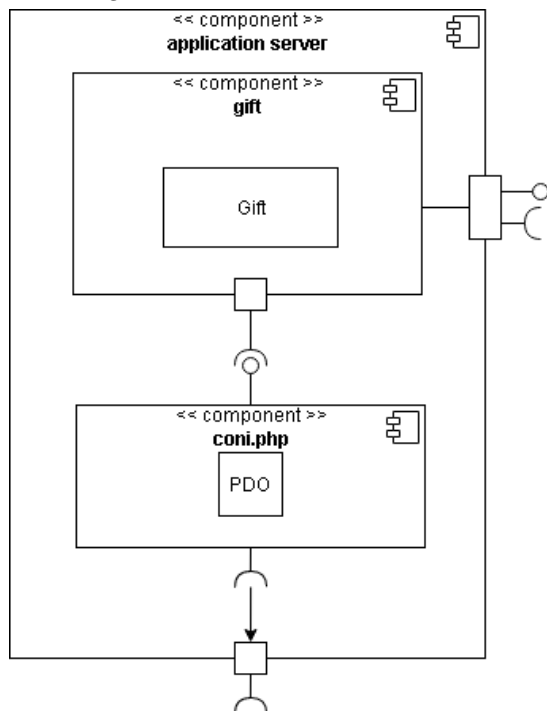 << component >>
application server
<< component >>
gift
Gift
<< component >>
coni.php
PDO